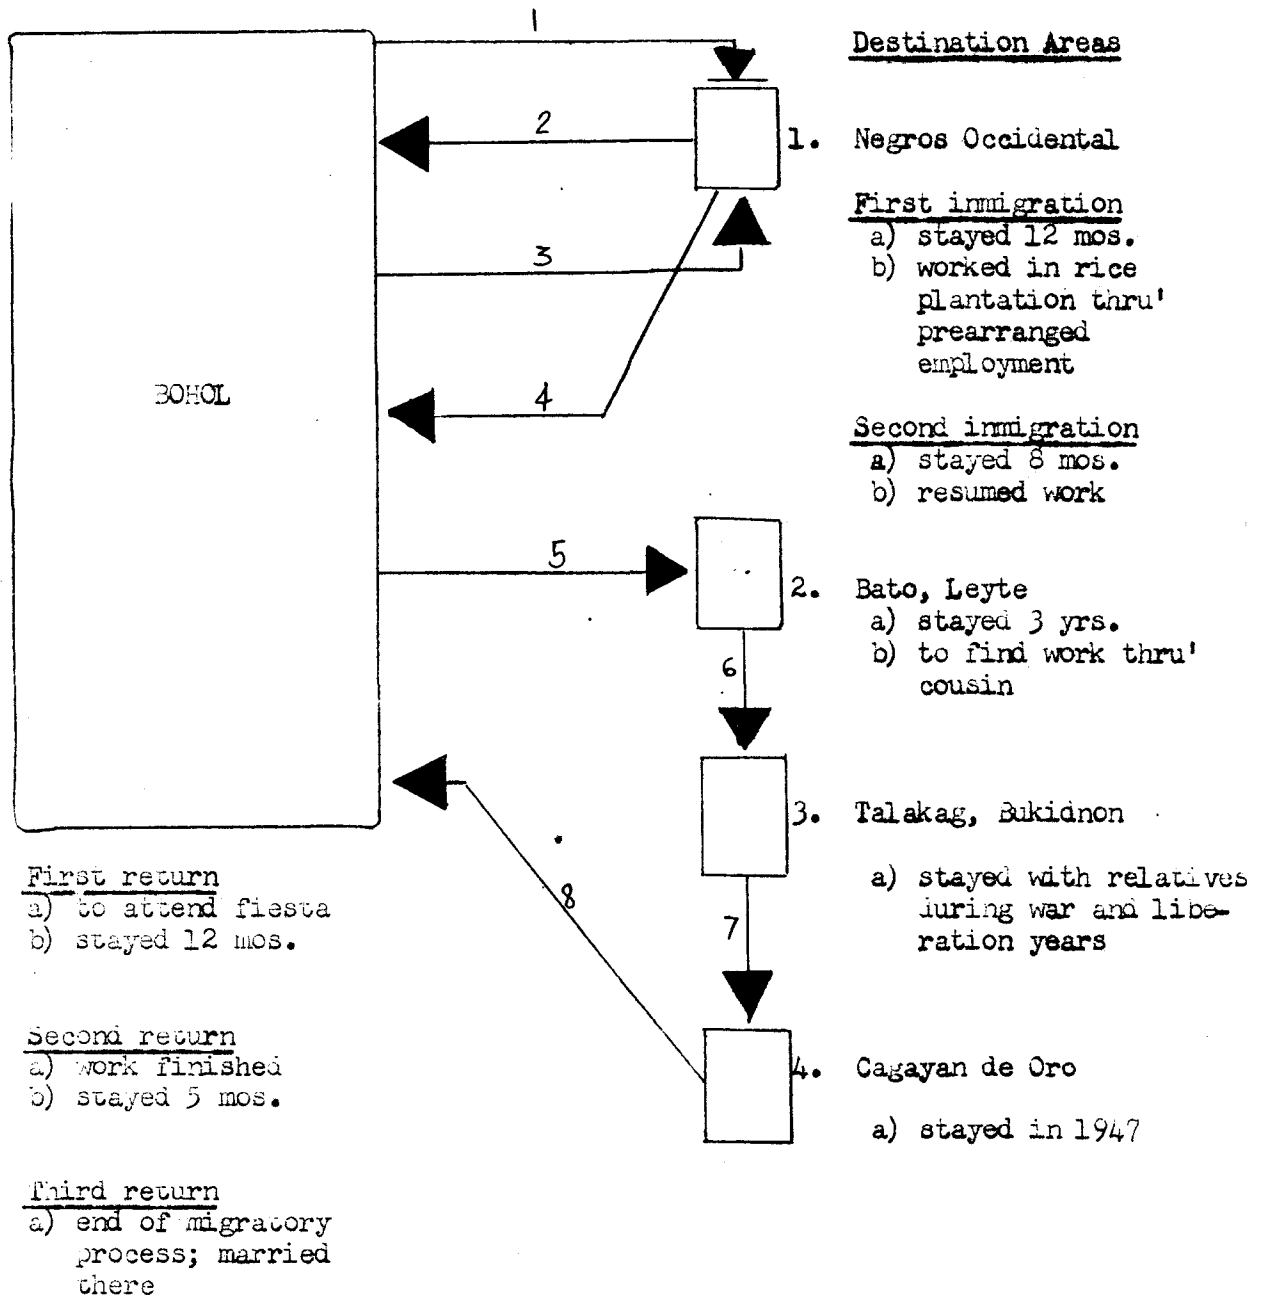 1
Destination Areas
2
1. Negros Occidental
First immigration
a) stayed 12 mos.
3
b) worked in rice
plantation thru'
prearranged
employment
BOHOL
4
Second immigration
a) stayed 8 mos.
b) resumed work
5
2. Bato, Leyte
a) stayed 3 yrs.
b) to find work thru'
cousin
6
3. Talakag, Bukidnon
a) stayed with relatives
during war and libe-
ration years
7
8
4. Cagayan de Oro
a) stayed in 1947
First return
a) to attend fiesta
b) stayed 12 mos.
Second return
a) work finished
b) stayed 5 mos.
Third return
a) end of migratory
process; married
there